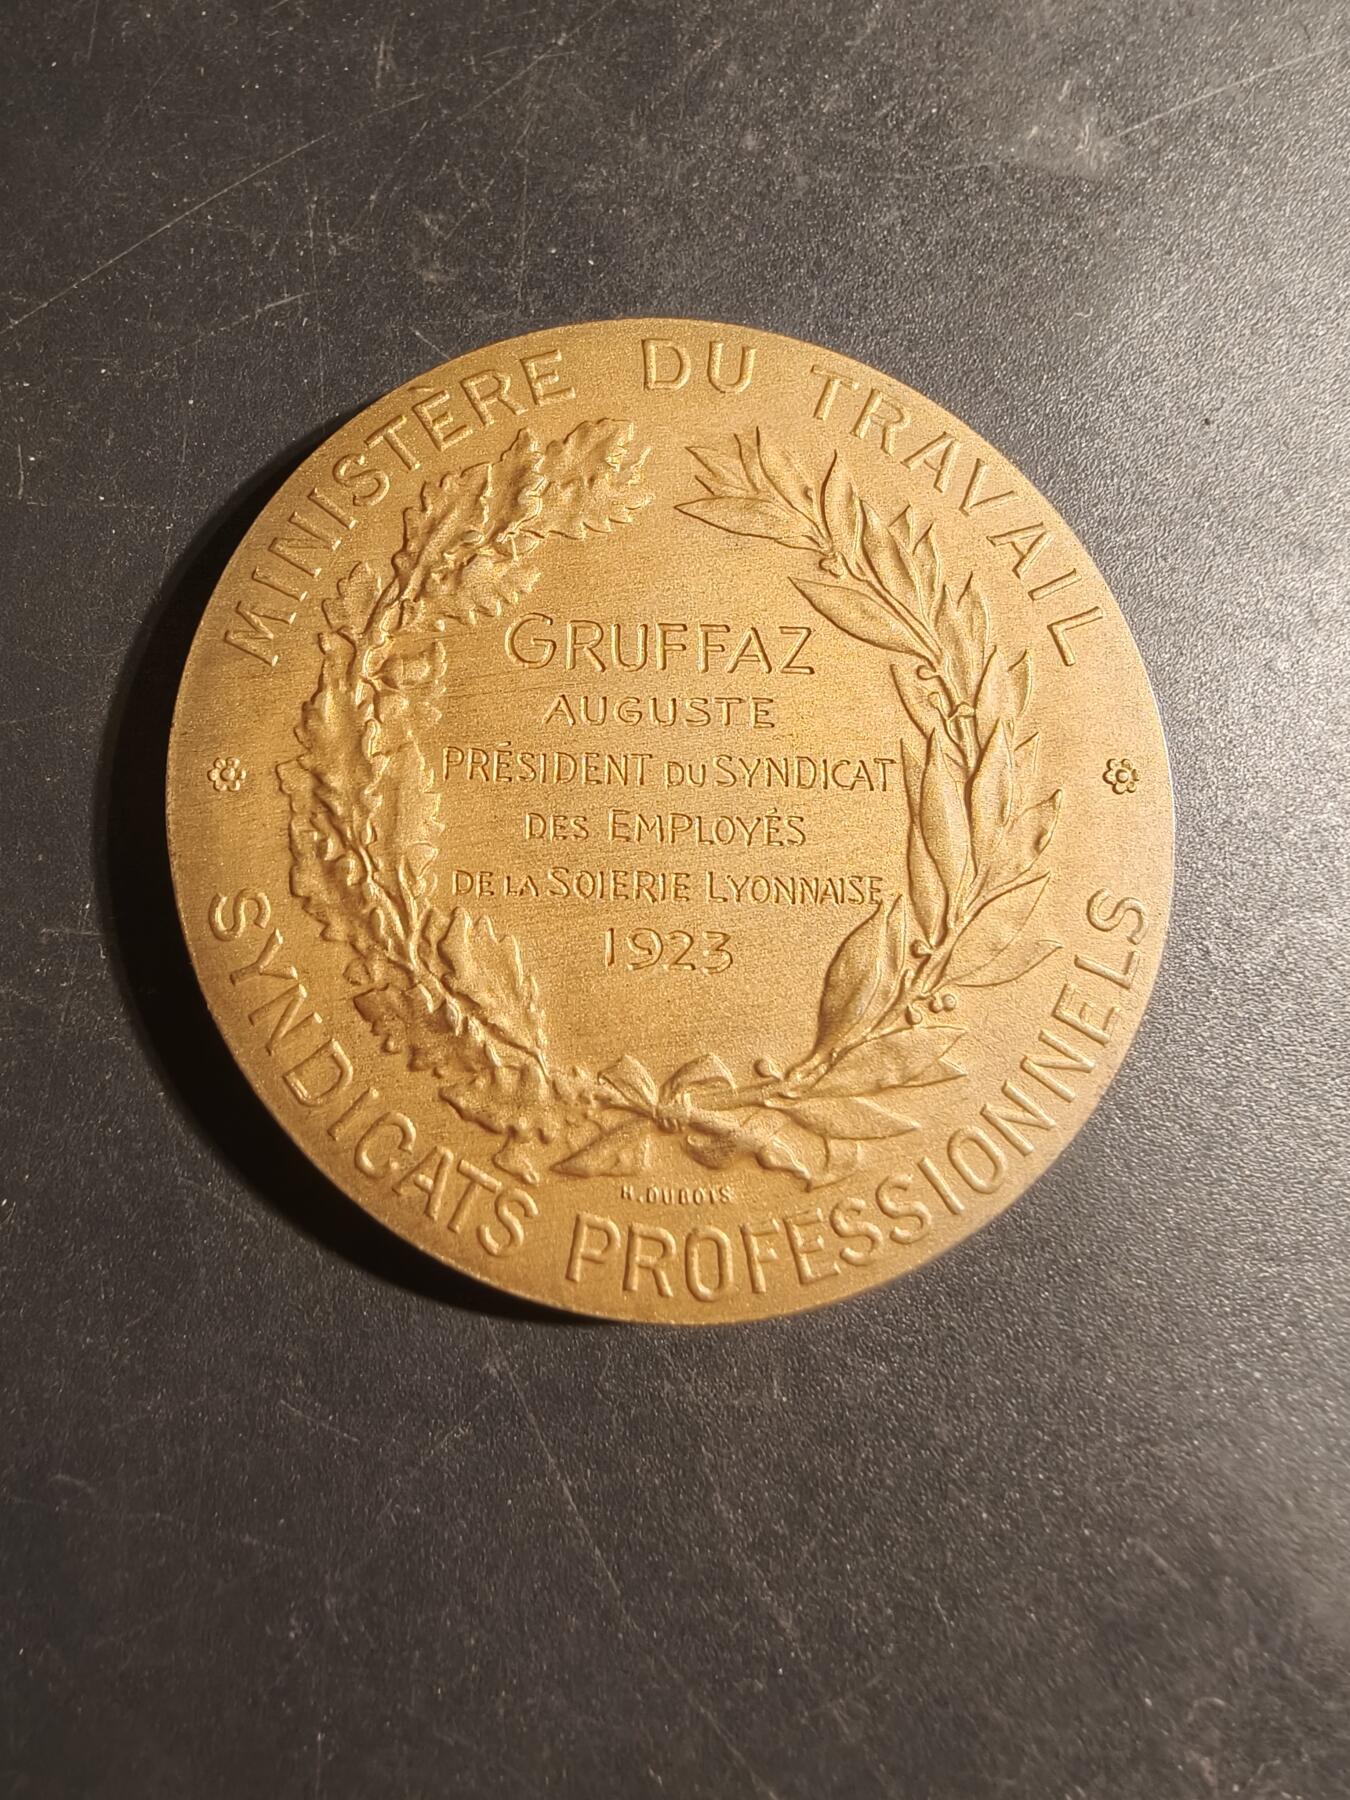 MINISTÈRE DU TRAVAIL
GRUFFAZ
AUGUSTE
PRÉSIDENT DU SYNDICAT
DES EMPLOYÉS
DE LA SOIERIE LYONNAISE
1923
H. DUBOIS
SYNDICATS PROFESSIONNELS